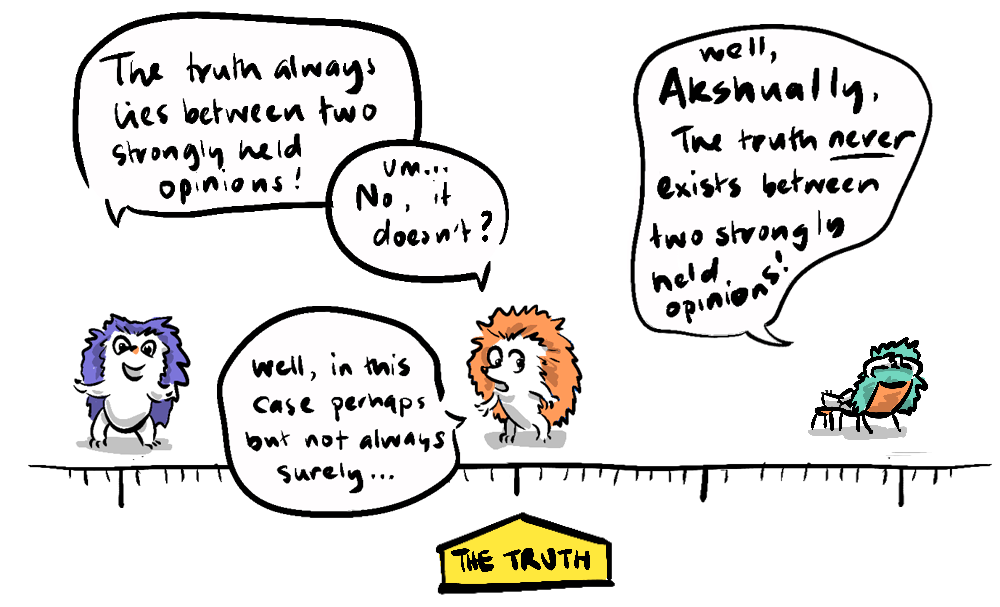 The truth always
lies between two
strongly held
opinions!
um...
No, it
doesn't?
well,
Akshually,
The truth never
exists between
two strongly
held
opinions!
Well, in this
case perhaps
but not always
surely...
THE TRUTH